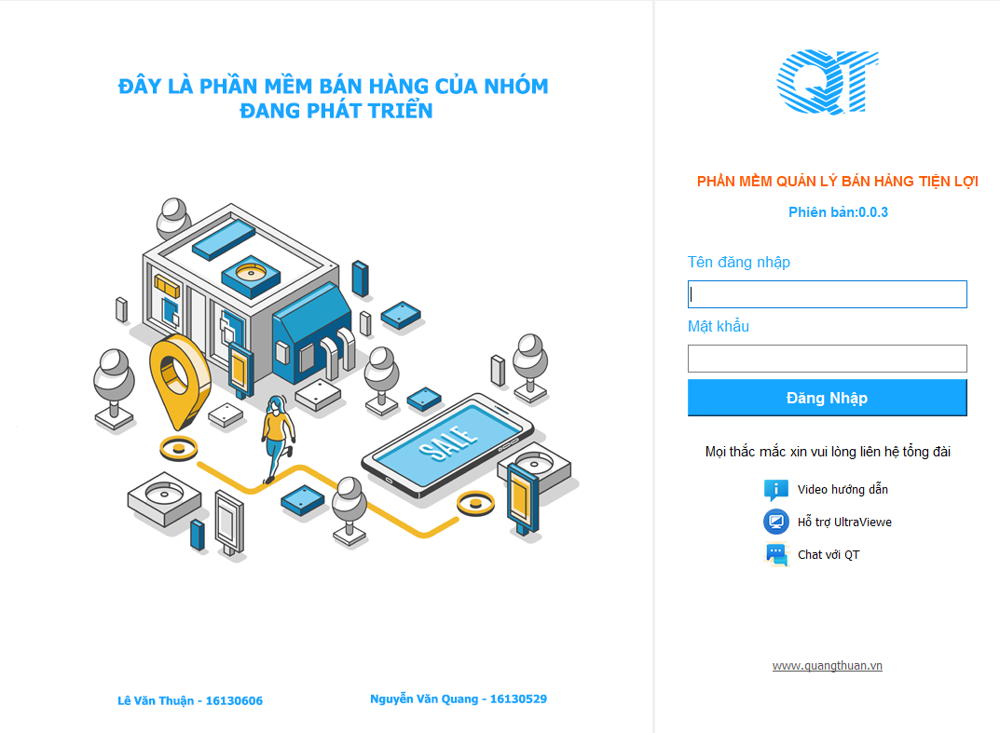 ĐÂY LÀ PHẦN MỀM BÁN HÀNG CỦA NHÓM
ĐANG PHÁT TRIỂN
SALE
Lê Văn Thuận - 16130606
Nguyễn Văn Quang - 16130529
QT
PHẦN MỀM QUẢN LÝ BÁN HÀNG TIỆN LỢI
Phiên bản:0.0.3
Tên đăng nhập
Mật khẩu
Đăng Nhập
Mọi thắc mắc xin vui lòng liên hệ tổng đài
Video hướng dẫn
Hỗ trợ UltraViewe
Chat với QT
www.quangthuan.vn